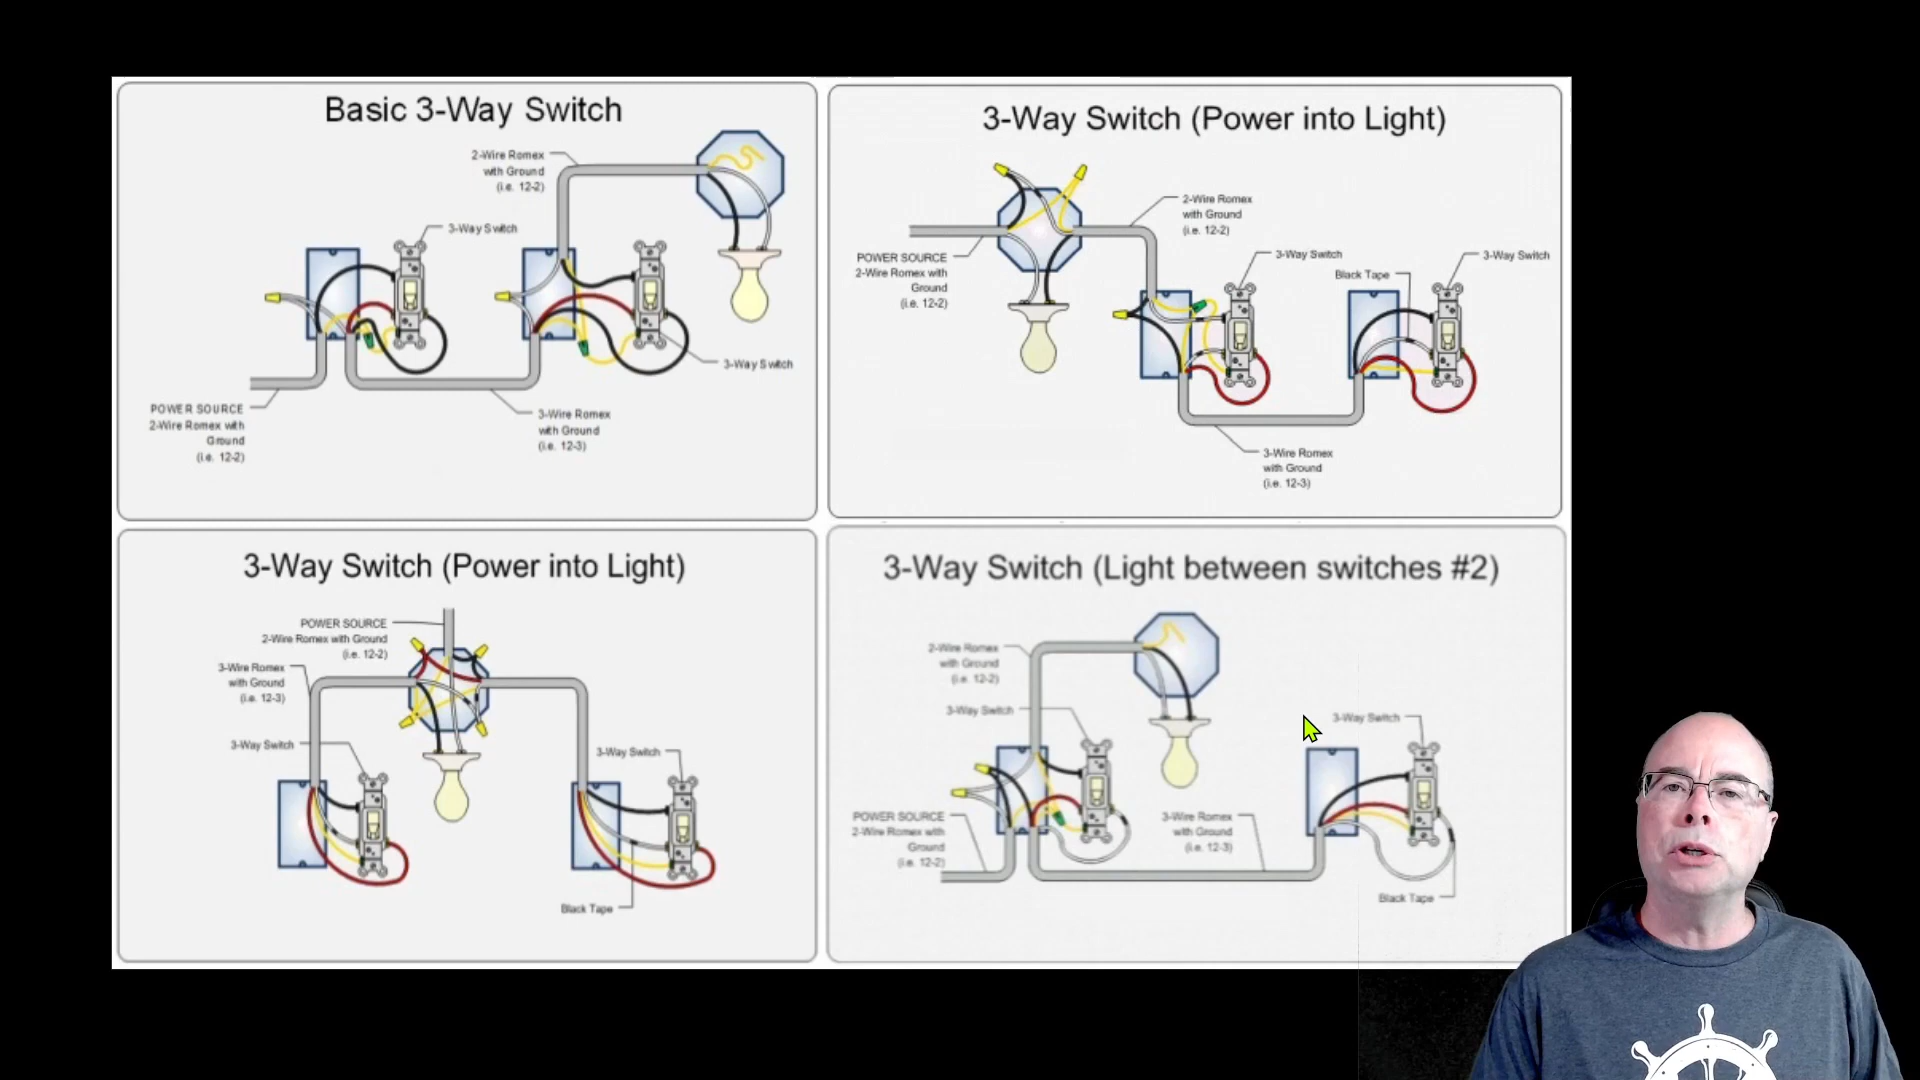 Basic 3-Way Switch
2-Wire Romex
with Ground
(i.e. 12-2)
3-Way Switch
3-Way Switch
POWER SOURCE
2-Wire Romex with
Ground
(i.e. 12-2)
3-Wire Romex
with Ground
(i.e. 12-3)
3-Way Switch (Power into Light)
2-Wire Romex
with Ground
(i.e. 12-2)
POWER SOURCE
2-Wire Romex with
Ground
(i.e. 12-2)
3-Way Switch
Black Tape
3-Way Switch
3-Wire Romex
with Ground
(i.e. 12-3)
3-Way Switch (Power into Light)
POWER SOURCE
2-Wire Romex with Ground
(i.e. 12-2)
3-Wire Romex
with Ground
(i.e. 12-3)
3-Way Switch
3-Way Switch
Black Tape
3-Way Switch (Light between switches #2)
2-Wire Romex
with Ground
(i.e. 12-2)
3-Way Switch
3-Way Switch
POWER SOURCE
2-Wire Romex with
Ground
(i.e. 12-2)
3-Wire Romex
with Ground
(i.e. 12-3)
Black Tape